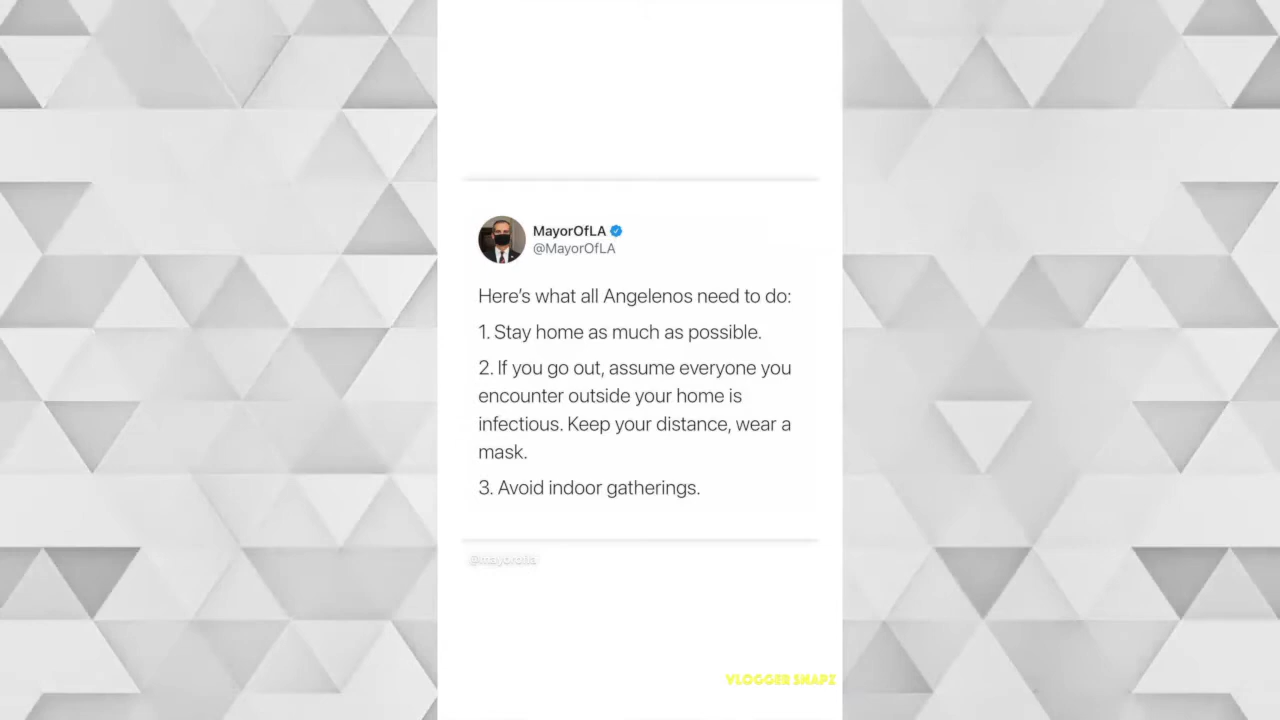 MayorOfLA
@MayorOfLA
Here's what all Angelenos need to do:
1. Stay home as much as possible.
2. If you go out, assume everyone you
encounter outside your home is
infectious. Keep your distance, wear a
mask.
3. Avoid indoor gatherings.
@mayorofla
VLOGGER SNAPZ